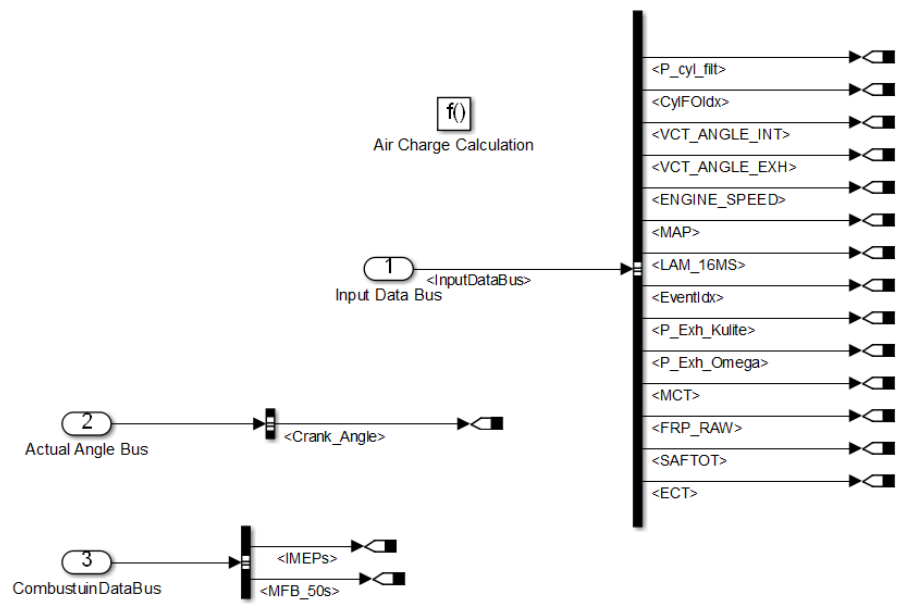 <P_cyl_filt>
<CylFOIdx>
f()
<VCT_ANGLE_INT>
Air Charge Calculation
<VCT_ANGLE_EXH>
<ENGINE_SPEED>
<MAP>
1
<LAM_16MS>
<InputDataBus>
Input Data Bus
<EventIdx>
<P_Exh_Kulite>
<P_Exh_Omega>
<MCT>
<FRP_RAW>
<SAFTOT>
<ECT>
2
<Crank_Angle>
Actual Angle Bus
3
<IMEPs>
CombustuinDataBus
<MFB_50s>